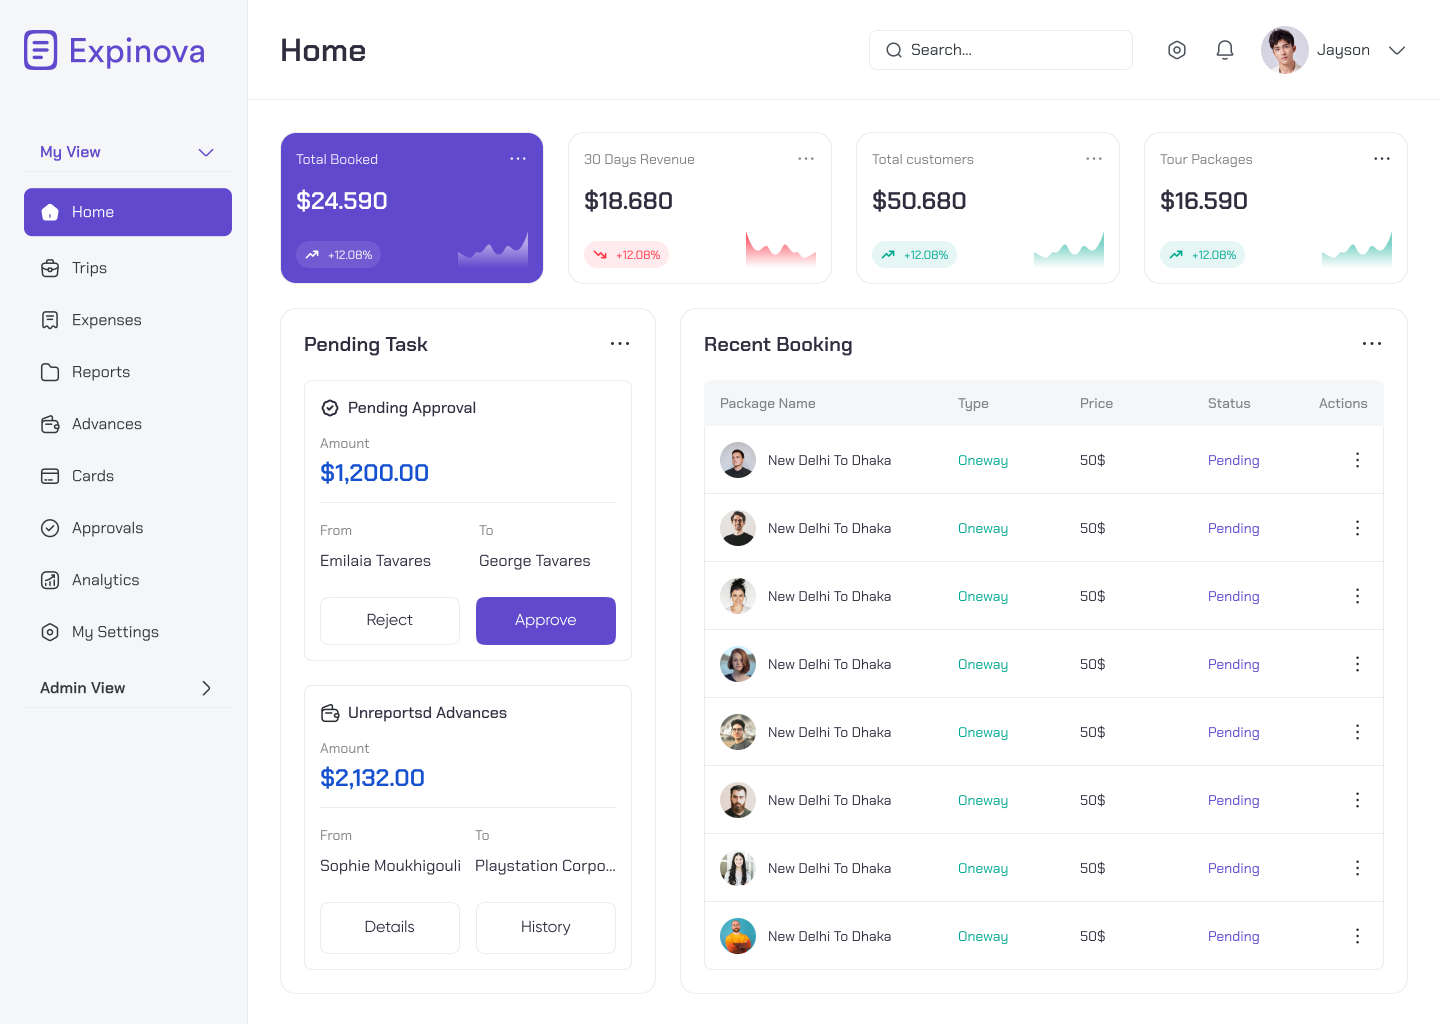 Expinova
Home
Search...
Jayson
My View
Home
Trips
Expenses
Reports
Advances
Cards
Approvals
Analytics
My Settings
Admin View
Total Booked
$24.590
+12.08%
30 Days Revenue
$18.680
+12.08%
Total customers
$50.680
+12.08%
Tour Packages
$16.590
+12.08%
Pending Task
Pending Approval
Amount
$1,200.00
From To
Emilaia Tavares George Tavares
Reject Approve
Unreportsd Advances
Amount
$2,132.00
From To
Sophie Moukhigouli Playstation Corpo...
Details History
Recent Booking
Package Name Type Price Status Actions
New Delhi To Dhaka Oneway 50$ Pending
New Delhi To Dhaka Oneway 50$ Pending
New Delhi To Dhaka Oneway 50$ Pending
New Delhi To Dhaka Oneway 50$ Pending
New Delhi To Dhaka Oneway 50$ Pending
New Delhi To Dhaka Oneway 50$ Pending
New Delhi To Dhaka Oneway 50$ Pending
New Delhi To Dhaka Oneway 50$ Pending